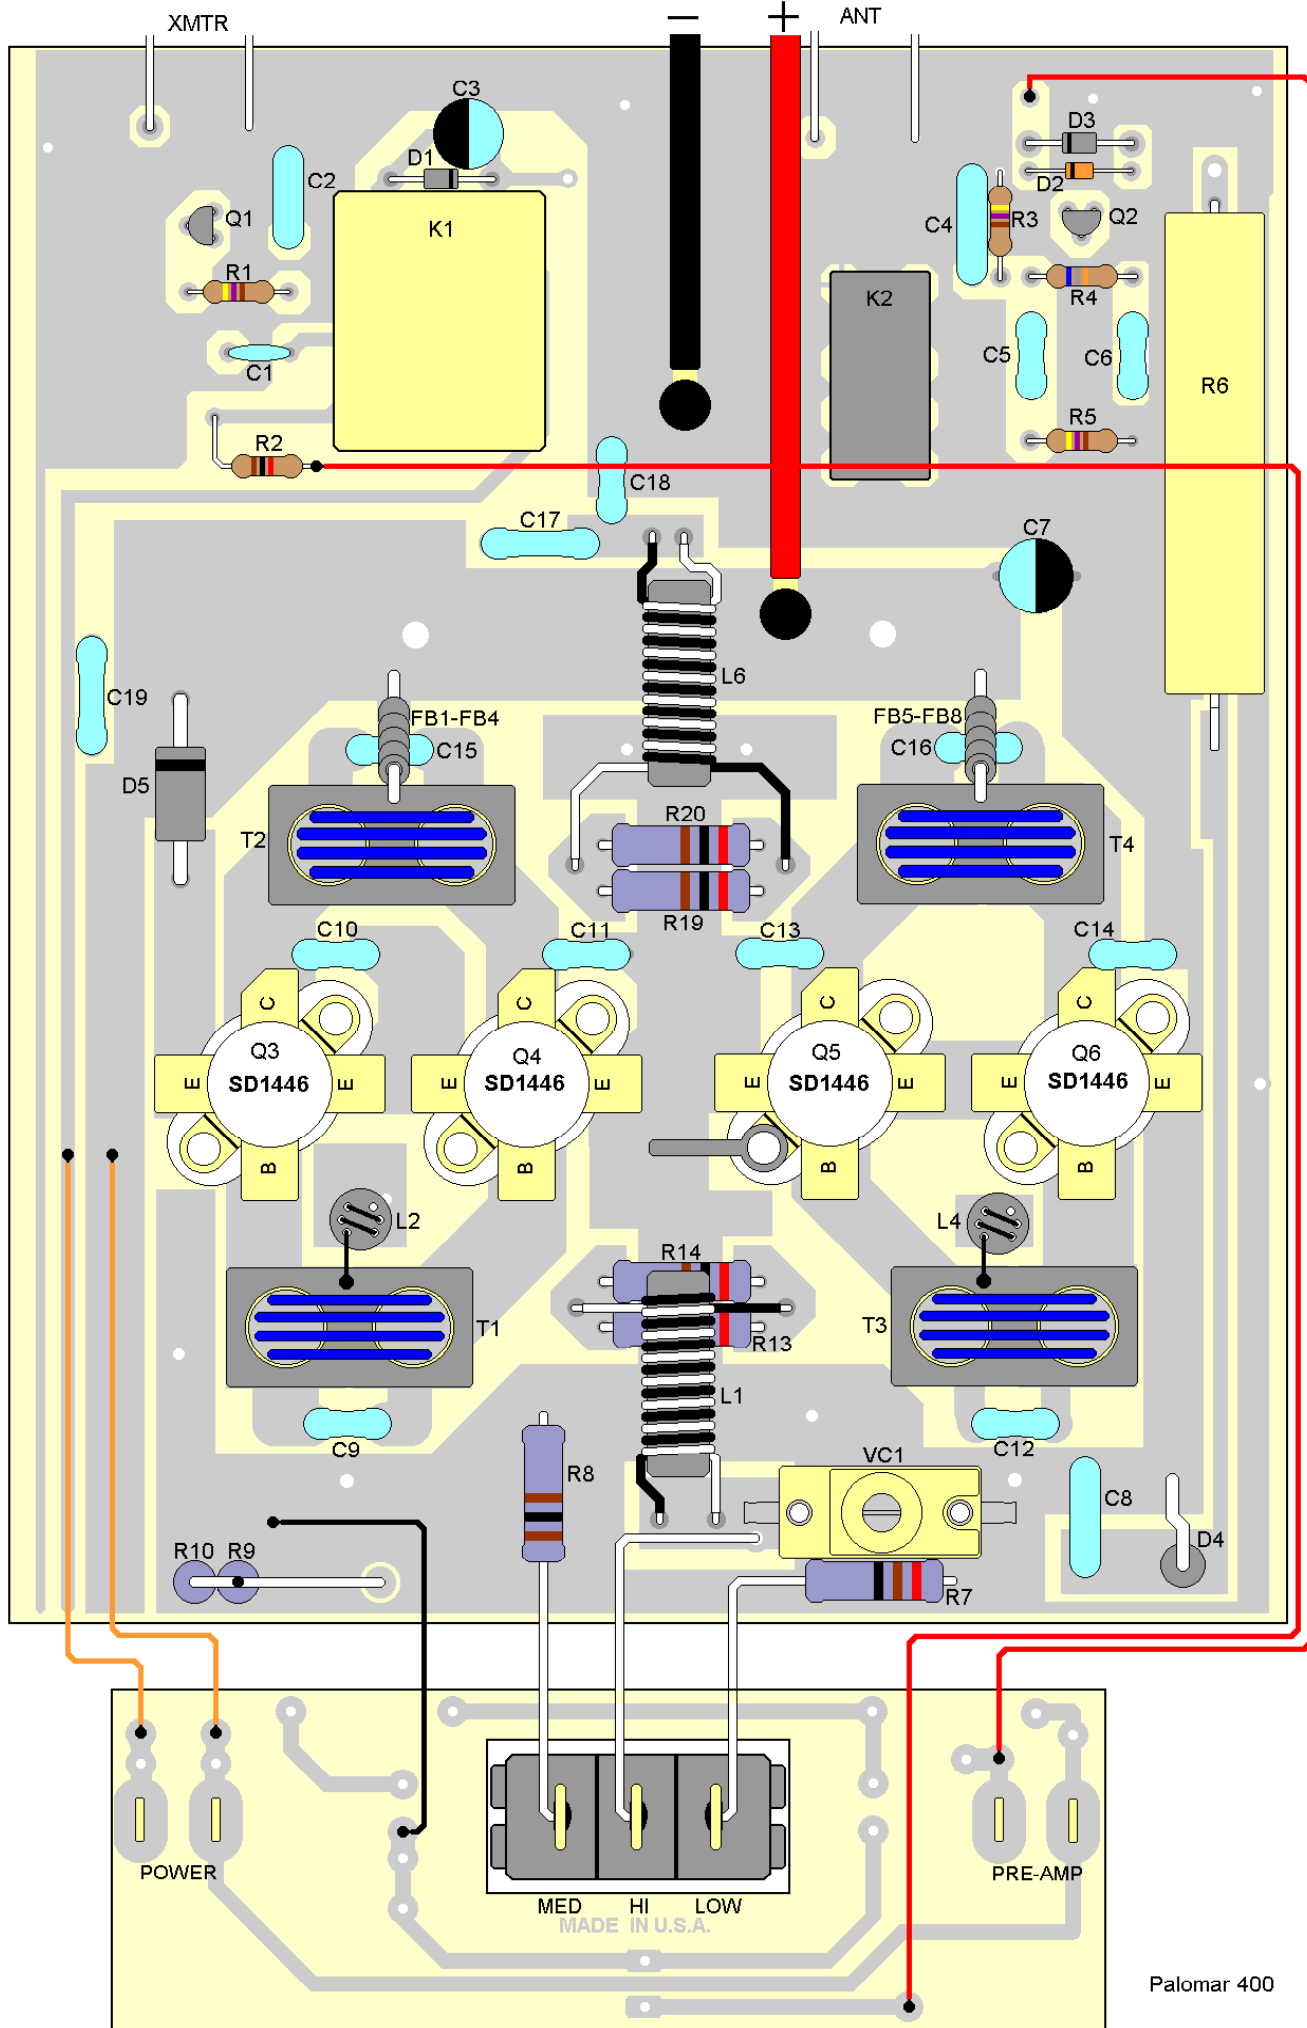 XMTR
−
+
ANT
C3
D3
D1
C2
D2
Q1
K1
C4
R3
Q2
R1
K2
R4
C5
C6
C1
R6
R5
R2
C18
C17
C7
L6
C19
FB1-FB4
FB5-FB8
C15
C16
D5
R20
T2
T4
R19
C10
C11
C13
C14
C
C
C
C
Q3
Q4
Q5
Q6
E
SD1446
E
E
SD1446
E
E
SD1446
E
E
SD1446
E
B
B
B
B
L2
L4
R14
T1
T3
R13
L1
C9
C12
VC1
R8
C8
D4
R10
R9
R7
POWER
PRE-AMP
MED
HI
LOW
MADE IN U.S.A.
Palomar 400